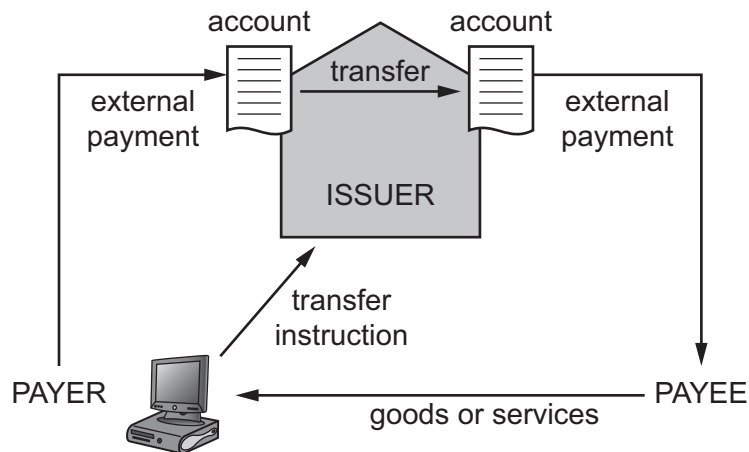 account
account
transfer
external
payment
external
payment
ISSUER
transfer
instruction
PAYER
PAYEE
goods or services